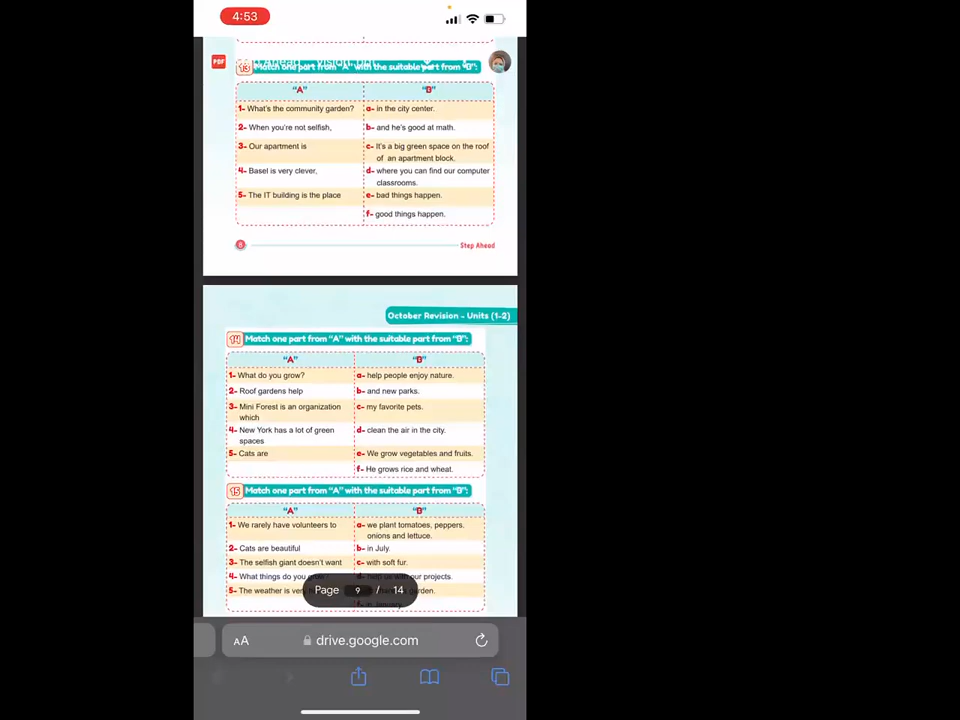 4:53
PDF
13 Match one part from "A" with the suitable part from "B":
"A" "B"
1- What's the community garden? a- in the city center.
2- When you're not selfish, b- and he's good at math.
3- Our apartment is c- It's a big green space on the roof
of an apartment block.
4- Basel is very clever, d- where you can find our computer
classrooms.
5- The IT building is the place e- bad things happen.
f- good things happen.
8 Step Ahead
October Revision - Units (1-2)
14 Match one part from "A" with the suitable part from "B":
"A" "B"
1- What do you grow? a- help people enjoy nature.
2- Roof gardens help b- and new parks.
3- Mini Forest is an organization c- my favorite pets.
which
4- New York has a lot of green d- clean the air in the city.
spaces
5- Cats are e- We grow vegetables and fruits.
f- He grows rice and wheat.
15 Match one part from "A" with the suitable part from "B":
"A" "B"
1- We rarely have volunteers to a- we plant tomatoes, peppers.
onions and lettuce.
2- Cats are beautiful b- in July.
3- The selfish giant doesn't want c- with soft fur.
4- What things do you our projects.
5- The weather is very garden.
Page 9 / 14
AA drive.google.com